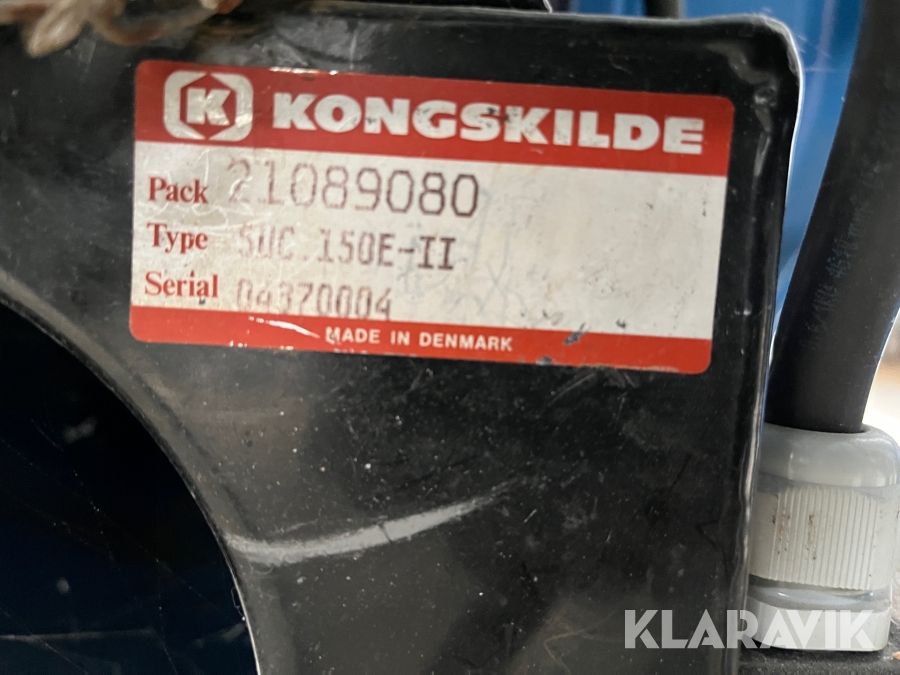 K KONGSKILDE
Pack 21089080
Type SUC 150E-II
Serial 04370004
MADE IN DENMARK
KLARAVIK